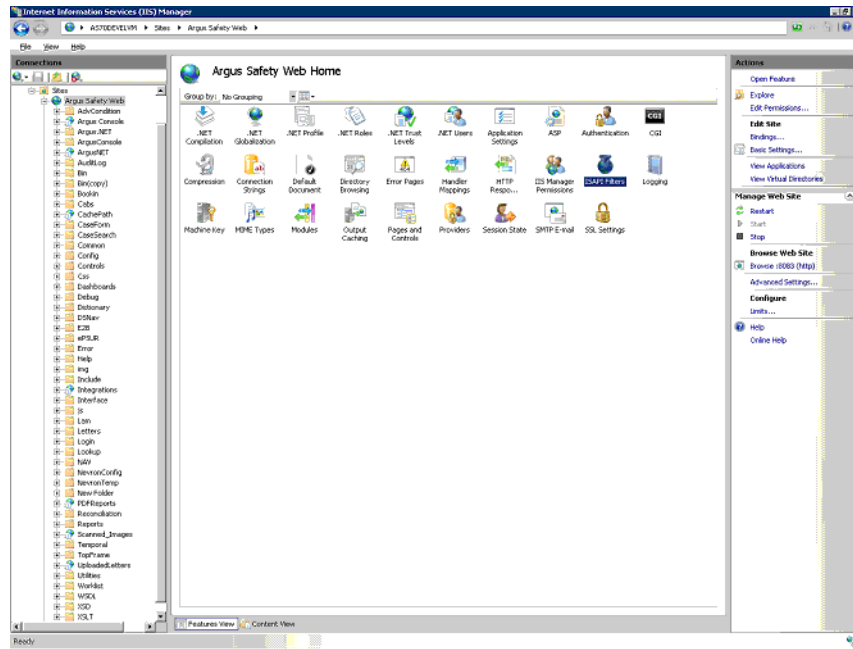 Internet Information Services (IIS) Manager
AS70DEVELVM Sites Argus Safety Web
File View Help
Connections
Sites
Argus Safety Web
AdvCondition
Argus Console
Argus.NET
ArgusConsole
ArgusNET
AuditLog
Bin
Bin(copy)
Bookin
Cabs
CachePath
CaseForm
CaseSearch
Common
Config
Controls
Css
Dashboards
Debug
Dictionary
DSNav
E2B
ePSUR
Error
Help
img
Include
Integrations
Interface
js
Lam
Letters
Login
Lookup
NAV
NevronConfig
NevronTemp
New Folder
PDFReports
Reconciliation
Reports
Scanned_Images
Temporal
TopFrame
UploadedLetters
Utilities
Worklist
WSDL
XSD
XSLT
Argus Safety Web Home
Group by: No Grouping
.NET Compilation
.NET Globalization
.NET Profile
.NET Roles
.NET Trust Levels
.NET Users
Application Settings
ASP
Authentication
CGI
CGI
Compression
Connection Strings
Default Document
Directory Browsing
Error Pages
Handler Mappings
HTTP Respo...
IIS Manager Permissions
ISAPI Filters
Logging
Machine Key
MIME Types
Modules
Output Caching
Pages and Controls
Providers
Session State
SMTP E-mail
SSL Settings
Features View Content View
Actions
Open Feature
Explore
Edit Permissions...
Edit Site
Bindings...
Basic Settings...
View Applications
View Virtual Directories
Manage Web Site
Restart
Start
Stop
Browse Web Site
Browse :8083 (http)
Advanced Settings...
Configure
Limits...
Help
Online Help
Ready